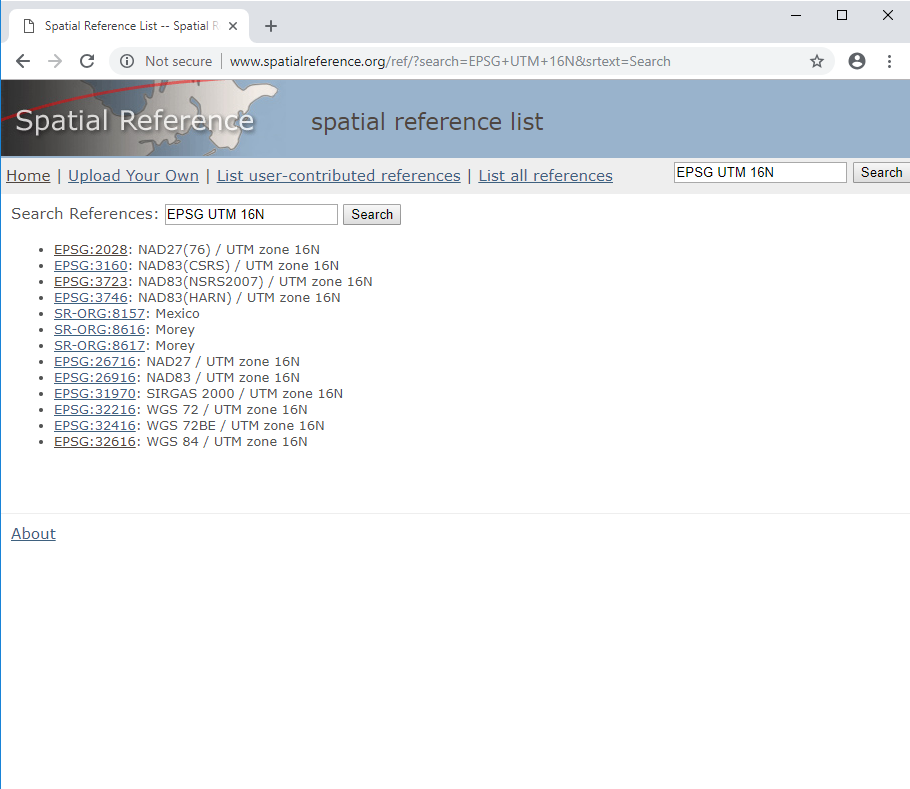 Spatial Reference List -- Spatial R
Not secure | www.spatialreference.org/ref/?search=EPSG+UTM+16N&srtext=Search
Spatial Reference spatial reference list
Home | Upload Your Own | List user-contributed references | List all references EPSG UTM 16N Search
Search References: EPSG UTM 16N Search
• EPSG:2028: NAD27(76) / UTM zone 16N
• EPSG:3160: NAD83(CSRS) / UTM zone 16N
• EPSG:3723: NAD83(NSRS2007) / UTM zone 16N
• EPSG:3746: NAD83(HARN) / UTM zone 16N
• SR-ORG:8157: Mexico
• SR-ORG:8616: Morey
• SR-ORG:8617: Morey
• EPSG:26716: NAD27 / UTM zone 16N
• EPSG:26916: NAD83 / UTM zone 16N
• EPSG:31970: SIRGAS 2000 / UTM zone 16N
• EPSG:32216: WGS 72 / UTM zone 16N
• EPSG:32416: WGS 72BE / UTM zone 16N
• EPSG:32616: WGS 84 / UTM zone 16N
About